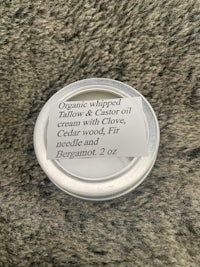 Organic whipped
Tallow & Castor oil
cream with Clove,
Cedar wood, Fir
needle and
Bergamot. 2 oz